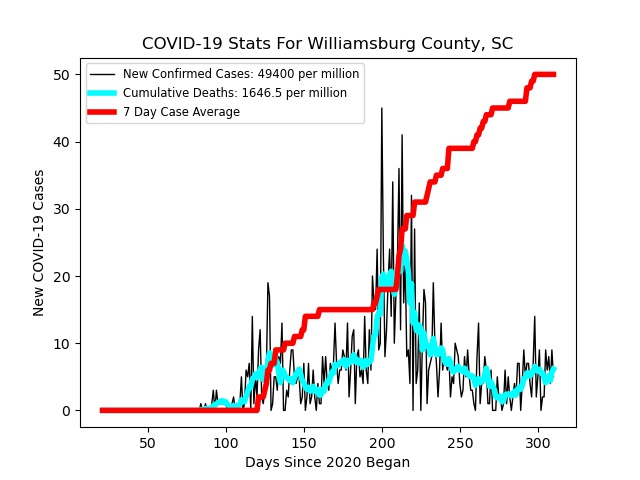 COVID-19 Stats For Williamsburg County, SC
New Confirmed Cases: 49400 per million
Cumulative Deaths: 1646.5 per million
7 Day Case Average
50
40
30
20
10
0
New COVID-19 Cases
50 100 150 200 250 300
Days Since 2020 Began